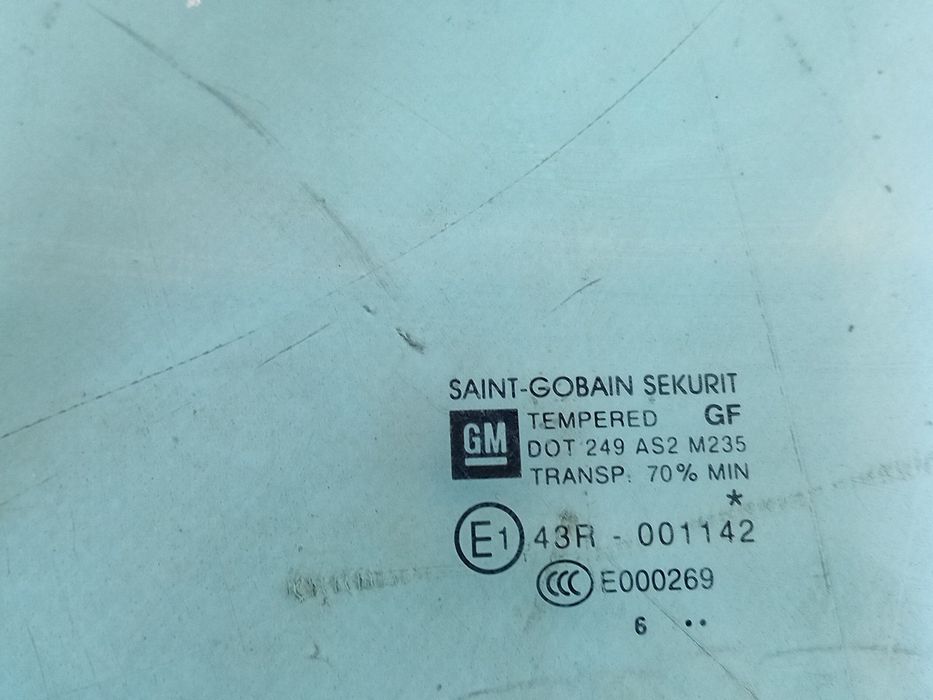 SAINT-GOBAIN SEKURIT
GM TEMPERED GF
DOT 249 AS2 M235
TRANSP. 70% MIN
*
E1 43R - 001142
CCC E000269
6 ..